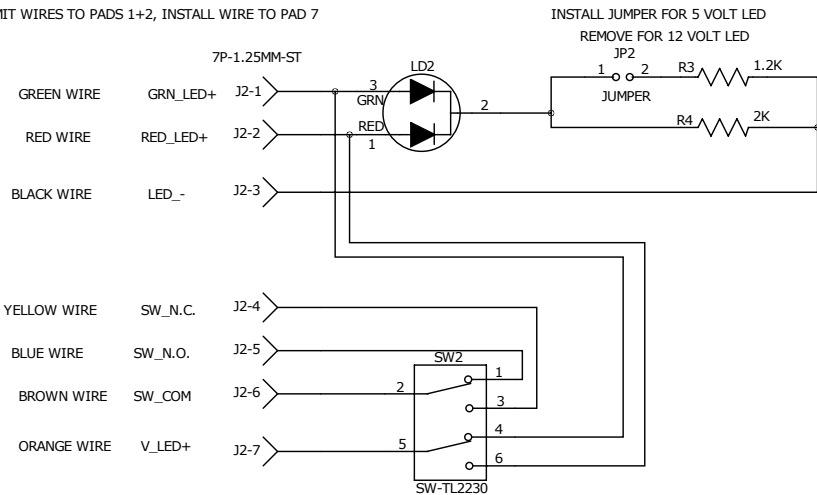 MIT WIRES TO PADS 1+2, INSTALL WIRE TO PAD 7
INSTALL JUMPER FOR 5 VOLT LED
REMOVE FOR 12 VOLT LED
7P-1.25MM-ST
LD2
JP2
1 2 R3 1.2K
JUMPER
GREEN WIRE GRN_LED+ J2-1 3
GRN
2
RED WIRE RED_LED+ J2-2 RED
1
R4 2K
BLACK WIRE LED_- J2-3
YELLOW WIRE SW_N.C. J2-4
BLUE WIRE SW_N.O. J2-5
SW2
1
BROWN WIRE SW_COM J2-6 2
3
4
ORANGE WIRE V_LED+ J2-7 5
6
SW-TL2230